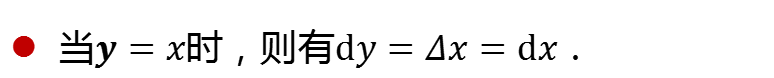 ● 当y = x时，则有dy = Δx = dx .